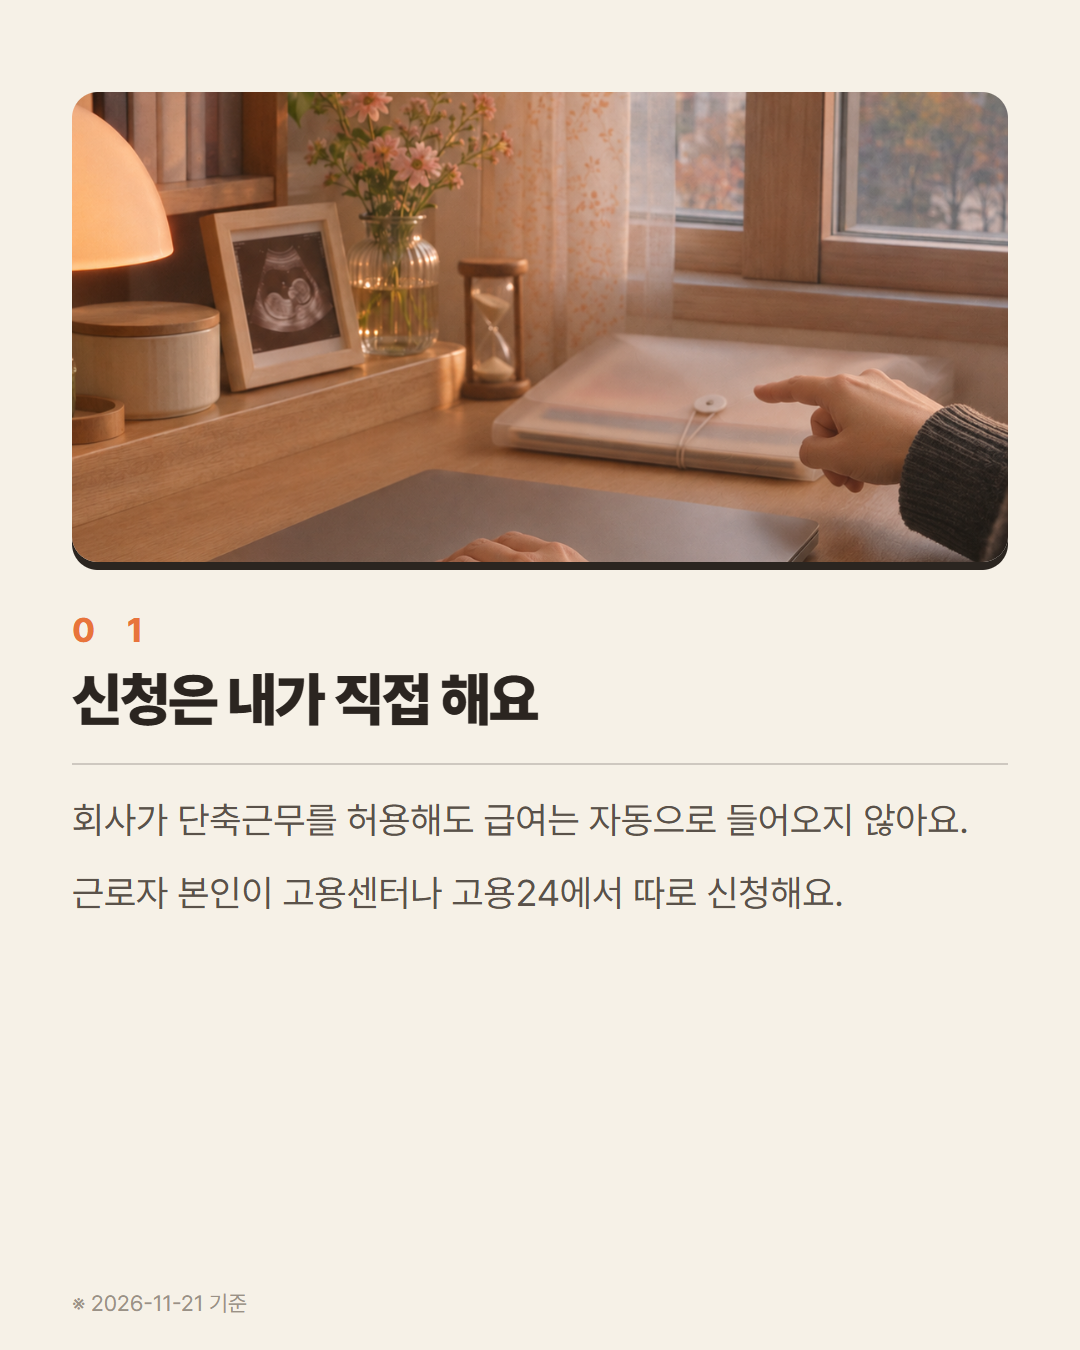 0 1
신청은 내가 직접 해요
회사가 단축근무를 허용해도 급여는 자동으로 들어오지 않아요.
근로자 본인이 고용센터나 고용24에서 따로 신청해요.
※ 2026-11-21 기준